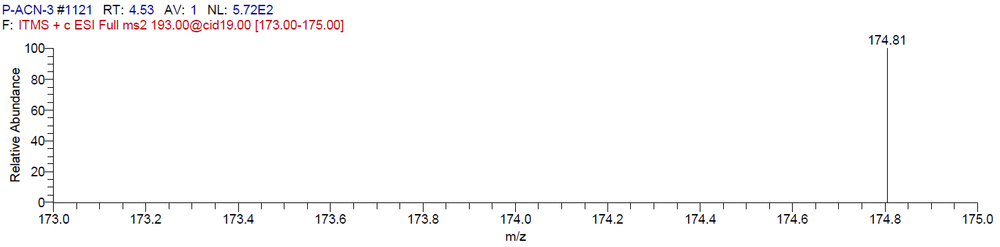 P-ACN-3 #1121 RT: 4.53 AV: 1 NL: 5.72E2
F: ITMS + c ESI Full ms2 193.00@cid19.00 [173.00-175.00]
174.81
100
80
60
40
20
0
Relative Abundance
173.0 173.2 173.4 173.6 173.8 174.0 174.2 174.4 174.6 174.8 175.0
m/z